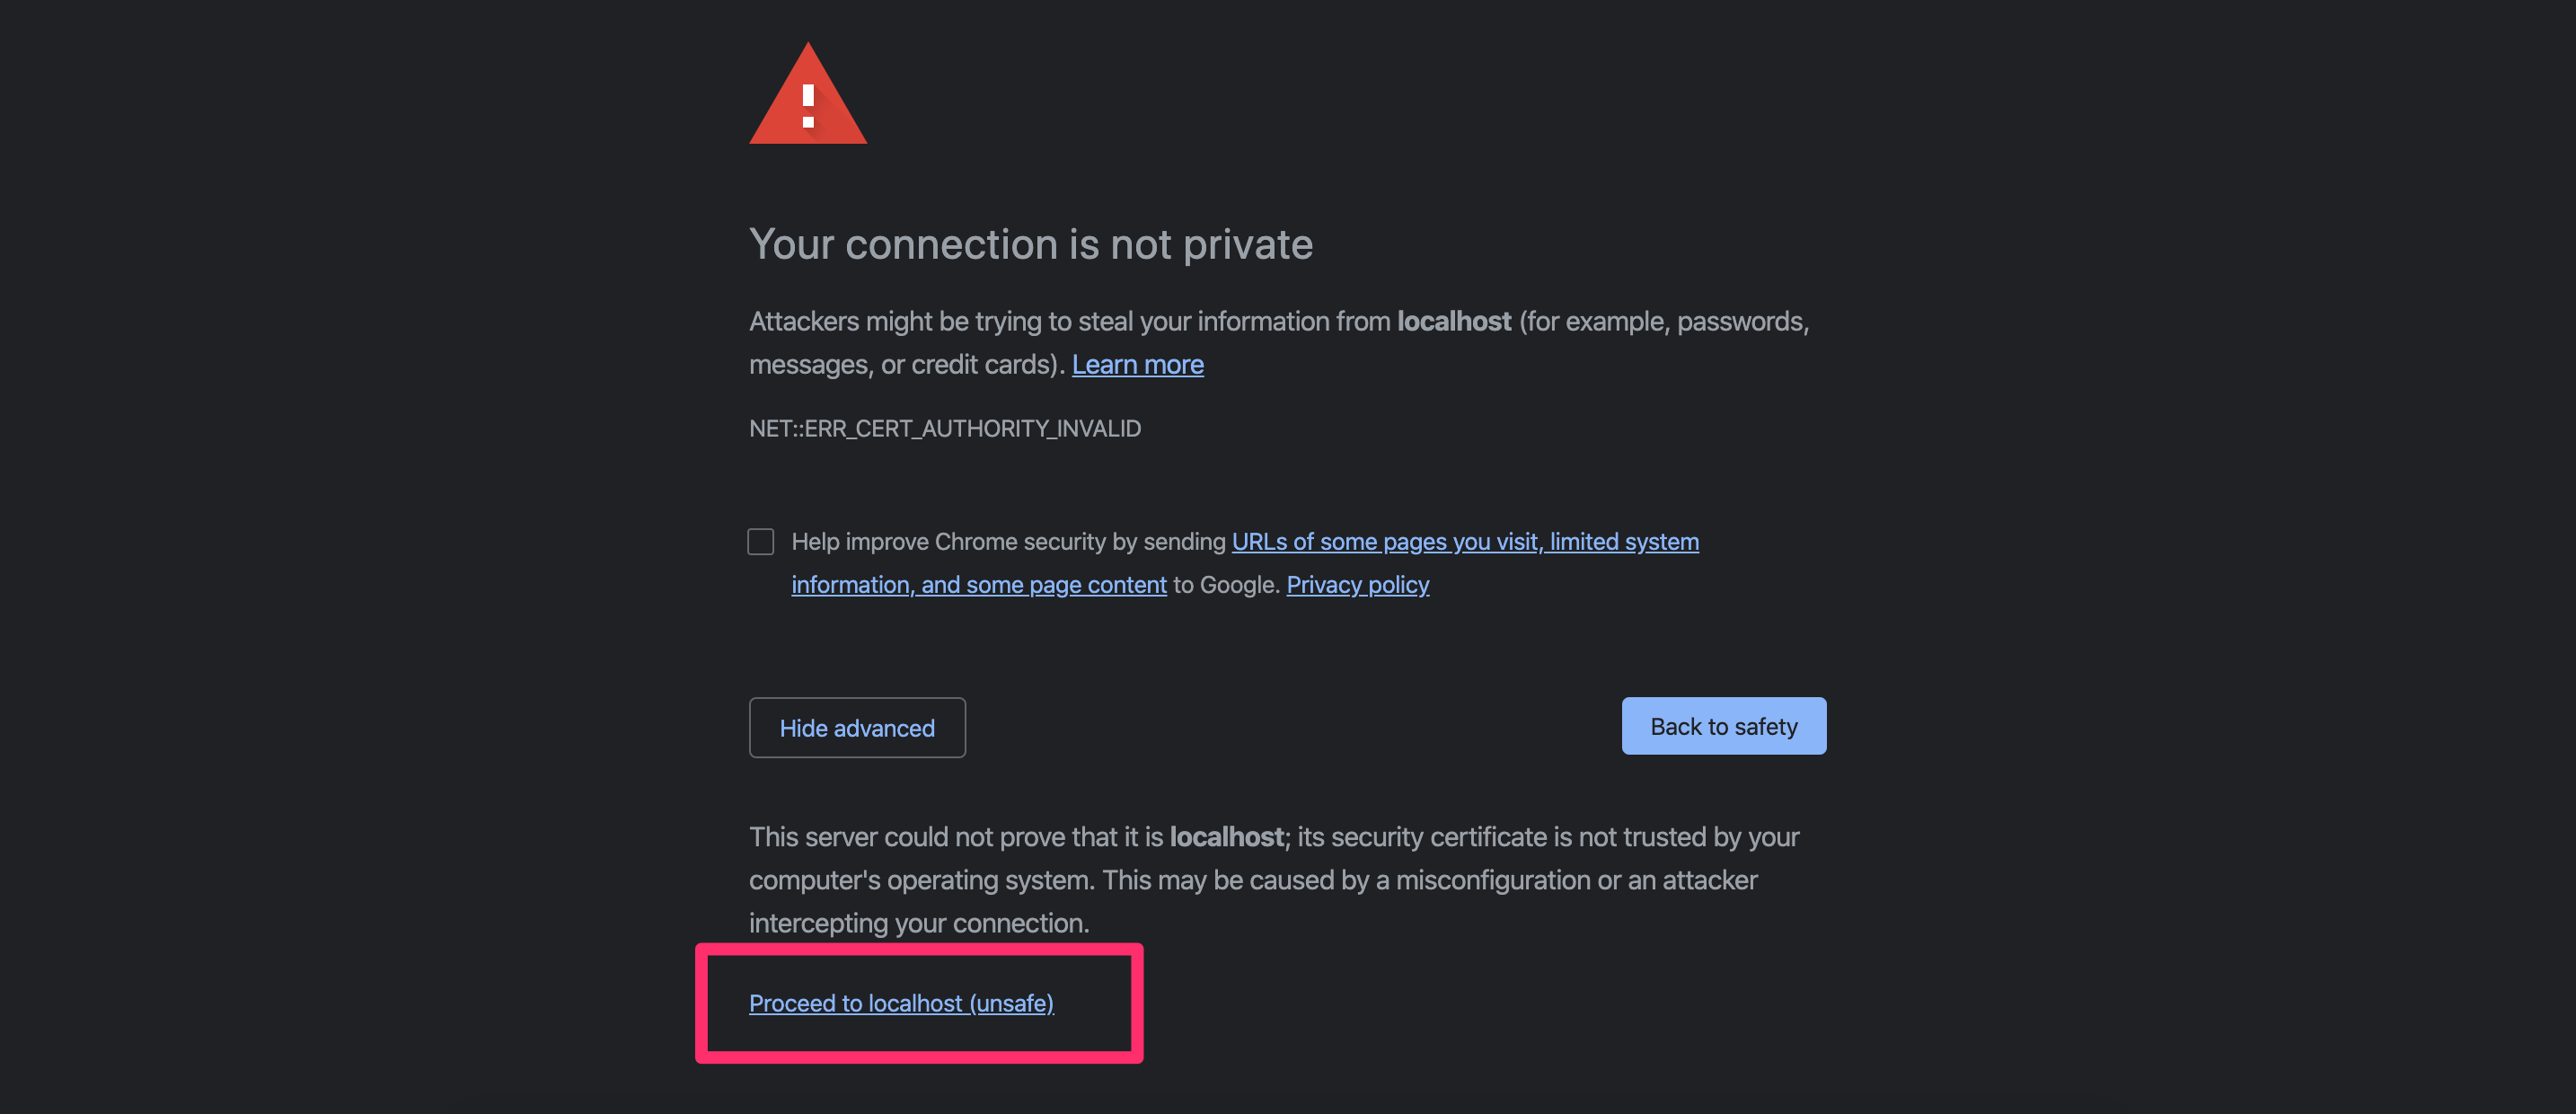 Your connection is not private
Attackers might be trying to steal your information from localhost (for example, passwords,
messages, or credit cards). Learn more
NET::ERR_CERT_AUTHORITY_INVALID
Help improve Chrome security by sending URLs of some pages you visit, limited system
information, and some page content to Google. Privacy policy
Hide advanced
Back to safety
This server could not prove that it is localhost; its security certificate is not trusted by your
computer's operating system. This may be caused by a misconfiguration or an attacker
intercepting your connection.
Proceed to localhost (unsafe)